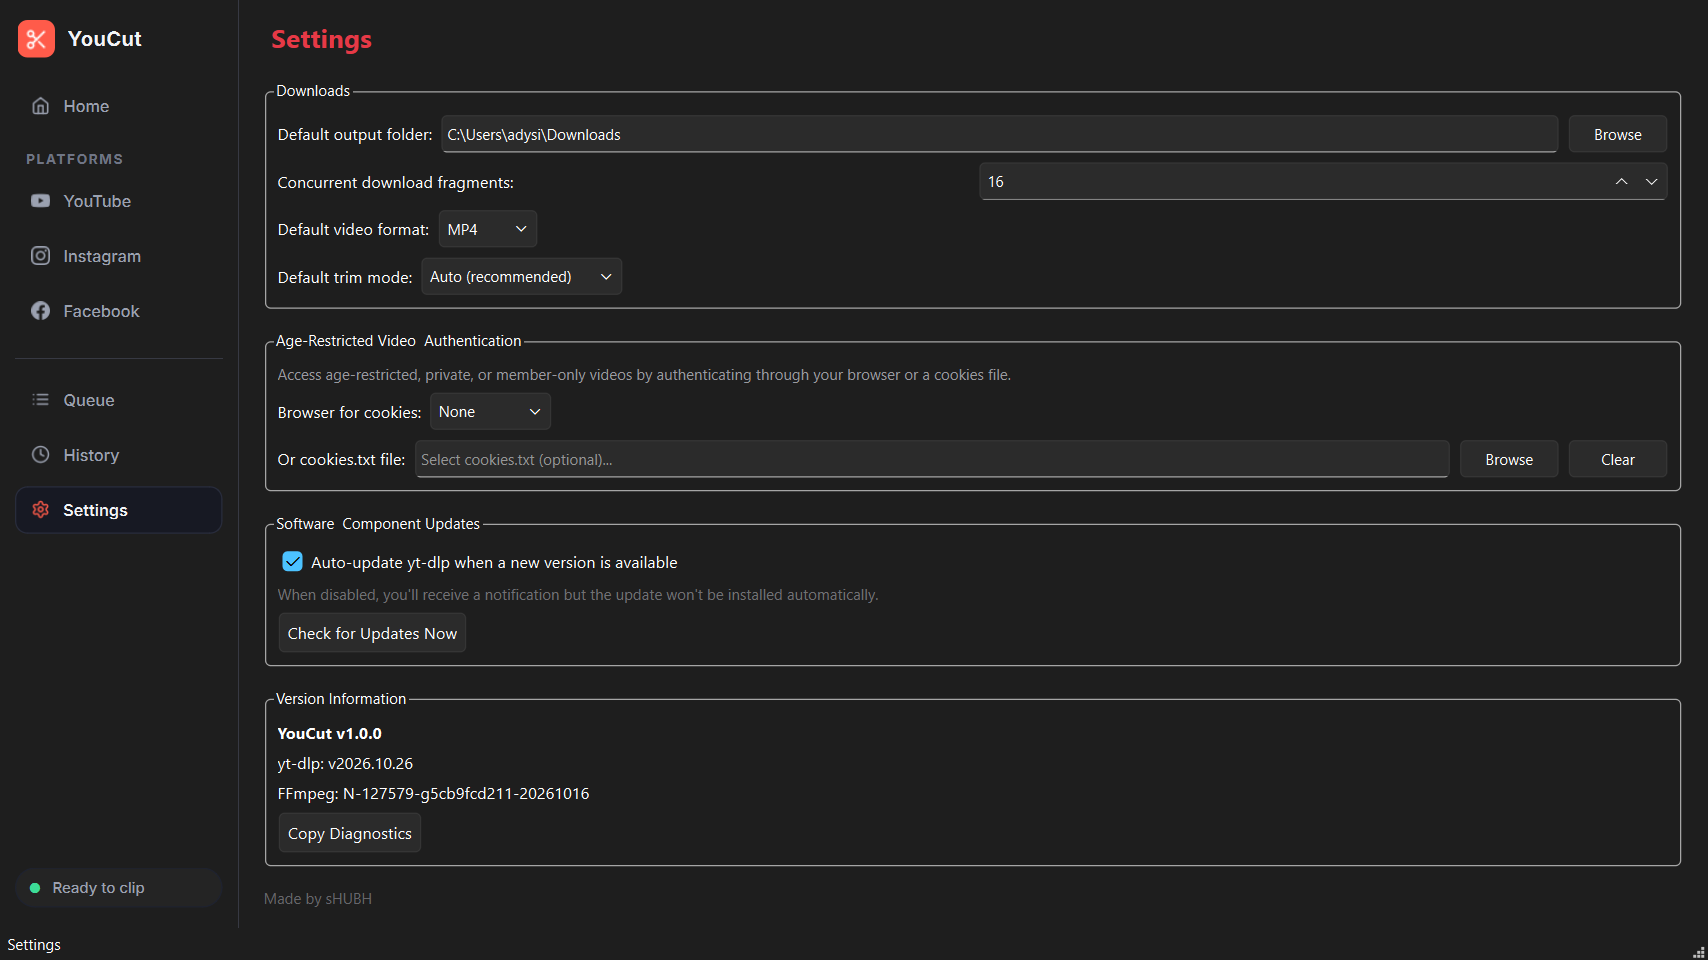 YouCut
Home
PLATFORMS
YouTube
Instagram
Facebook
Queue
History
Settings
Ready to clip
Settings
Downloads
Default output folder: C:\Users\adysi\Downloads Browse
Concurrent download fragments: 16
Default video format: MP4
Default trim mode: Auto (recommended)
Age-Restricted Video  Authentication
Access age-restricted, private, or member-only videos by authenticating through your browser or a cookies file.
Browser for cookies: None
Or cookies.txt file: Select cookies.txt (optional)... Browse Clear
Software  Component Updates
Auto-update yt-dlp when a new version is available
When disabled, you'll receive a notification but the update won't be installed automatically.
Check for Updates Now
Version Information
YouCut v1.0.0
yt-dlp: v2026.10.26
FFmpeg: N-127579-g5cb9fcd211-20261016
Copy Diagnostics
Made by sHUBH
Settings